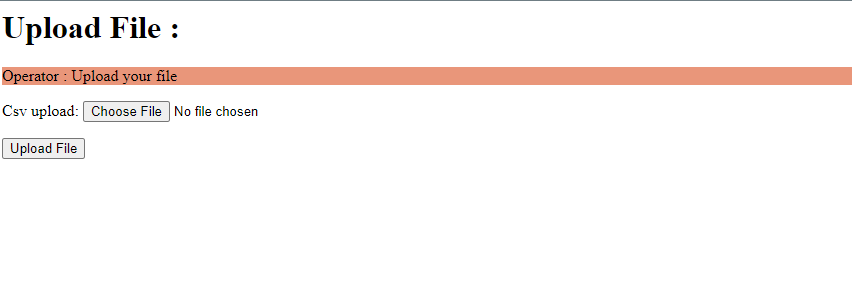 Upload File :
Operator : Upload your file
Csv upload: Choose File No file chosen
Upload File